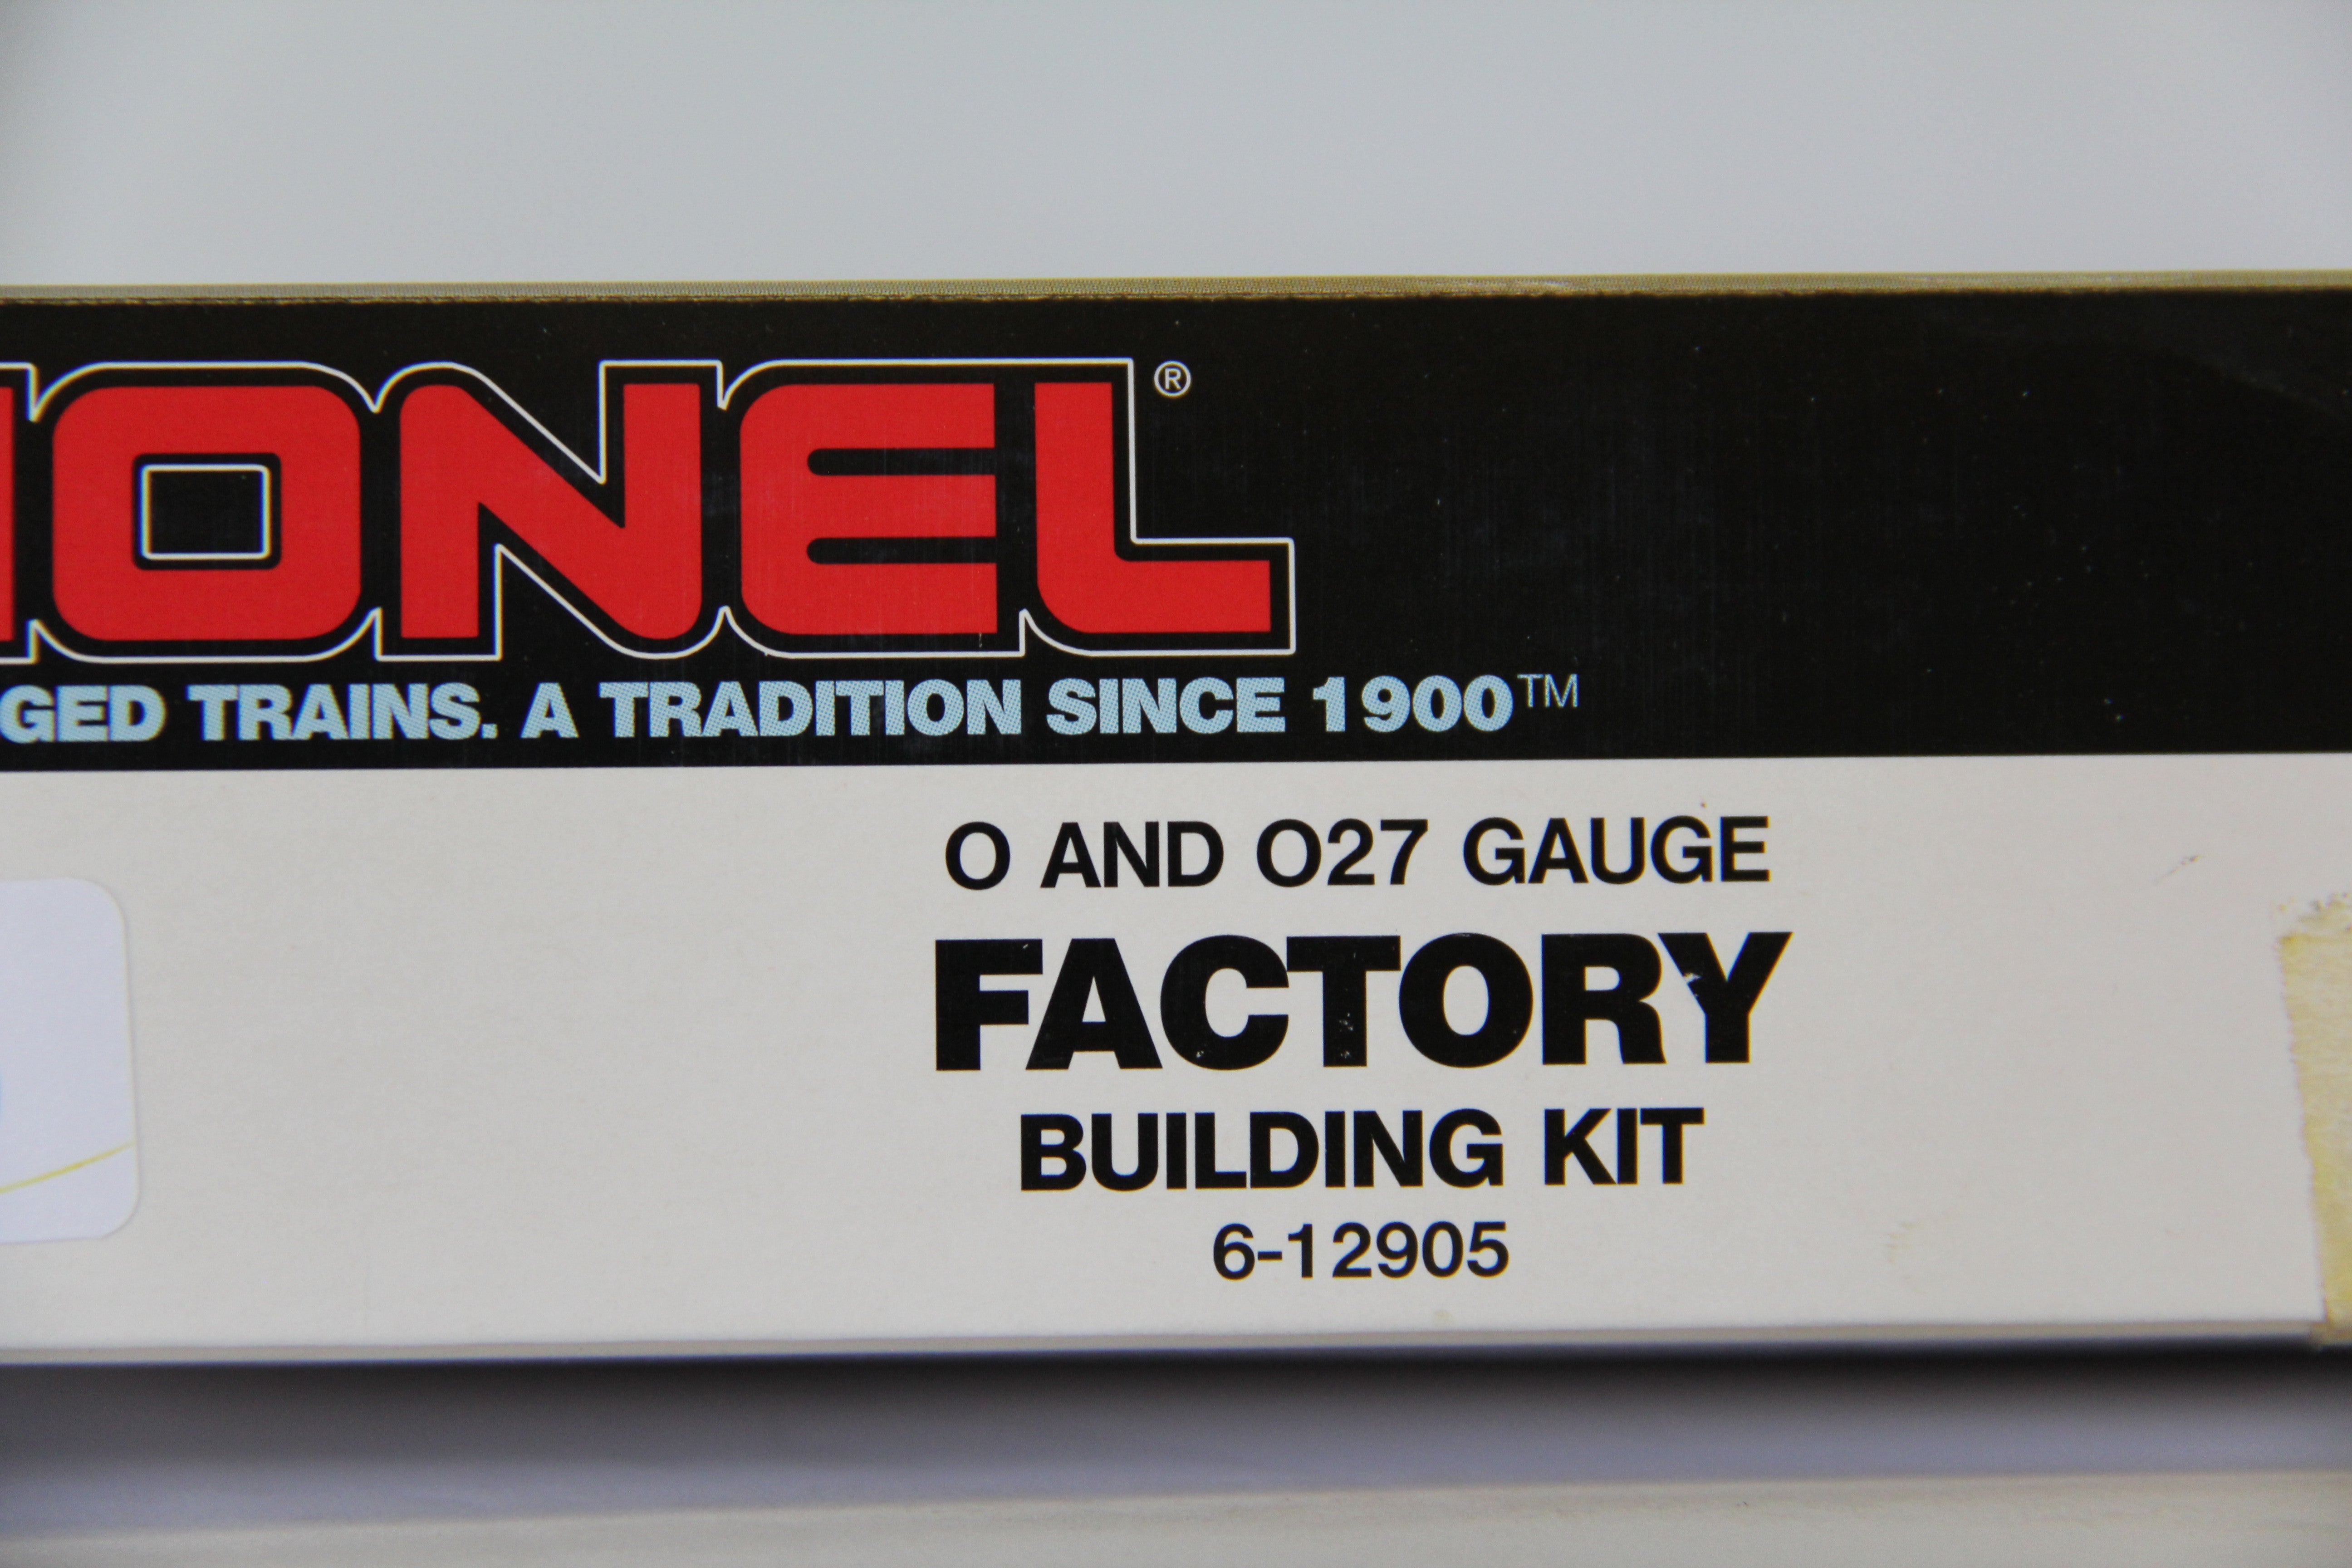 IONEL®
GED TRAINS. A TRADITION SINCE 1900™
O AND O27 GAUGE
FACTORY
BUILDING KIT
6-12905